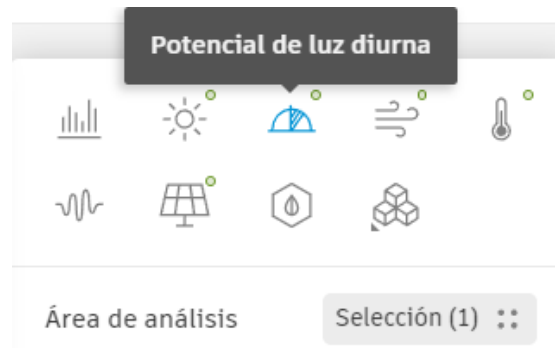 Potencial de luz diurna
Área de análisis
Selección (1)